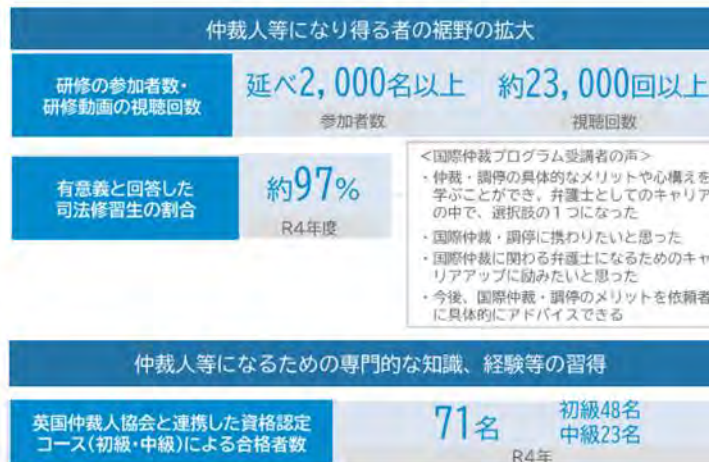 仲裁人等になり得る者の裾野の拡大
研修の参加者数・
研修動画の視聴回数
延べ2,000名以上
参加者数
約23,000回以上
視聴回数
有意義と回答した
司法修習生の割合
約97%
R4年度
<国際仲裁プログラム受講者の声>
・仲裁・調停の具体的なメリットや心構えを
学ぶことができ、弁護士としてのキャリア
の中で、選択肢の1つになった
・国際仲裁・調停に携わりたいと思った
・国際仲裁に関わる弁護士になるためのキャ
リアアップに励みたいと思った
・今後、国際仲裁・調停のメリットを依頼者
に具体的にアドバイスできる
仲裁人等になるための専門的な知識、経験等の習得
英国仲裁人協会と連携した資格認定
コース(初級・中級)による合格者数
71名
初級48名
中級23名
R4年